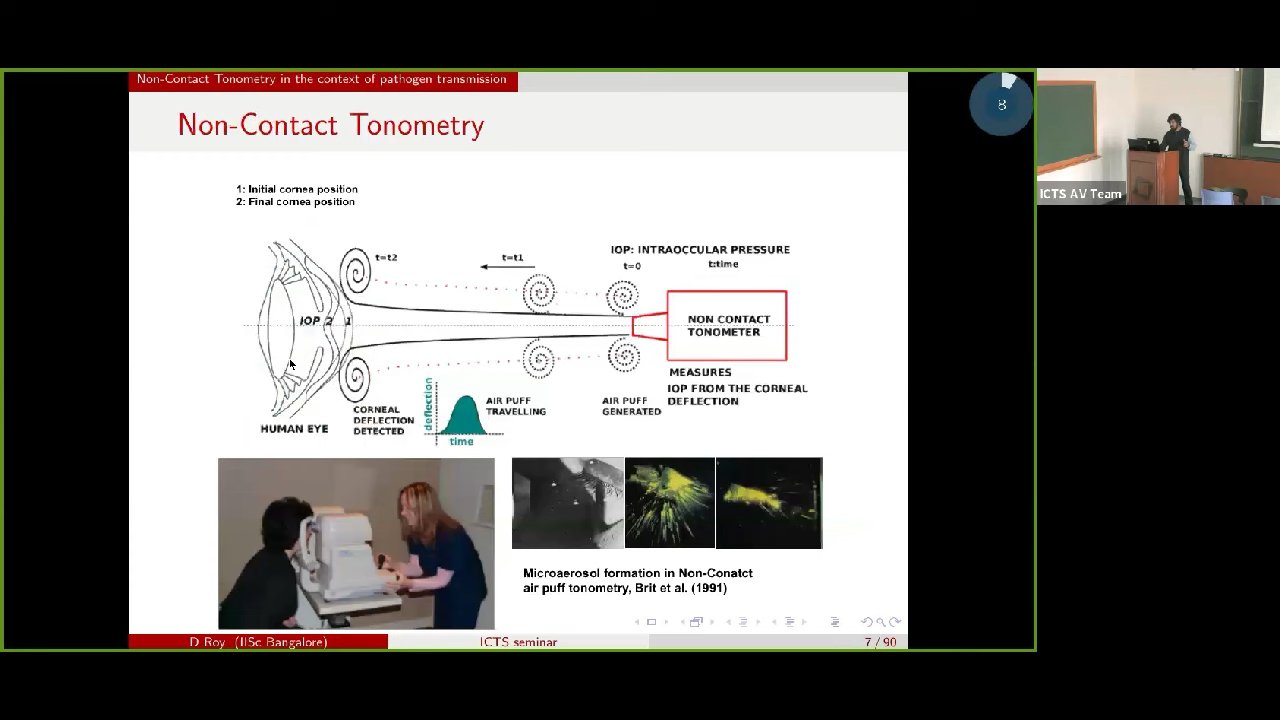 Non-Contact Tonometry in the context of pathogen transmission
8
Non-Contact Tonometry
1: Initial cornea position
2: Final cornea position
ICTS AV Team
t=t2
t=t1
IOP: INTRAOCCULAR PRESSURE
t=0
t:time
IOP 2 1
NON CONTACT
TONOMETER
MEASURES
IOP FROM THE CORNEAL
DEFLECTION
AIR PUFF
GENERATED
AIR PUFF
TRAVELLING
deflection
time
CORNEAL
DEFLECTION
DETECTED
HUMAN EYE
Microaerosol formation in Non-Conatct
air puff tonometry, Brit et al. (1991)
D Roy (IISc Bangalore)
ICTS seminar
7 / 90